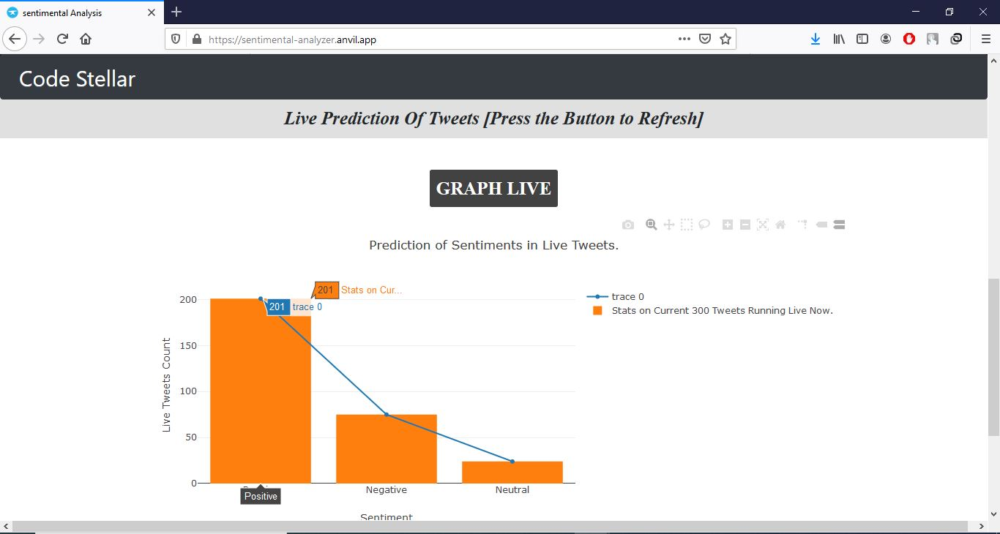 sentimental Analysis
https://sentimental-analyzer.anvil.app
Code Stellar
Live Prediction Of Tweets [Press the Button to Refresh]
GRAPH LIVE
Prediction of Sentiments in Live Tweets.
201 Stats on Cur...
201 trace 0
trace 0
Stats on Current 300 Tweets Running Live Now.
Live Tweets Count
200
150
100
50
0
Positive
Negative
Neutral
Sentiment